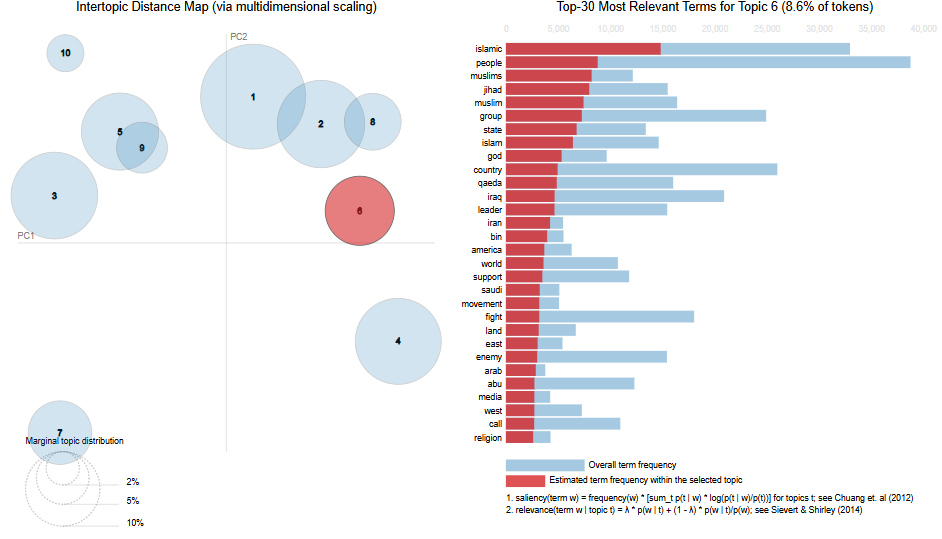 Intertopic Distance Map (via multidimensional scaling)
PC2
PC1
10
1
2
8
5
9
3
6
4
7
Marginal topic distribution
2%
5%
10%
Top-30 Most Relevant Terms for Topic 6 (8.6% of tokens)
0 5,000 10,000 15,000 20,000 25,000 30,000 35,000 40,000
islamic
people
muslims
jihad
muslim
group
state
islam
god
country
qaeda
iraq
leader
iran
bin
america
world
support
saudi
movement
fight
land
east
enemy
arab
abu
media
west
call
religion
Overall term frequency
Estimated term frequency within the selected topic
1. saliency(term w) = frequency(w) * [sum_t p(t | w) * log(p(t | w)/p(t))] for topics t; see Chuang et. al (2012)
2. relevance(term w | topic t) = λ * p(w | t) + (1 - λ) * p(w | t)/p(w); see Sievert & Shirley (2014)